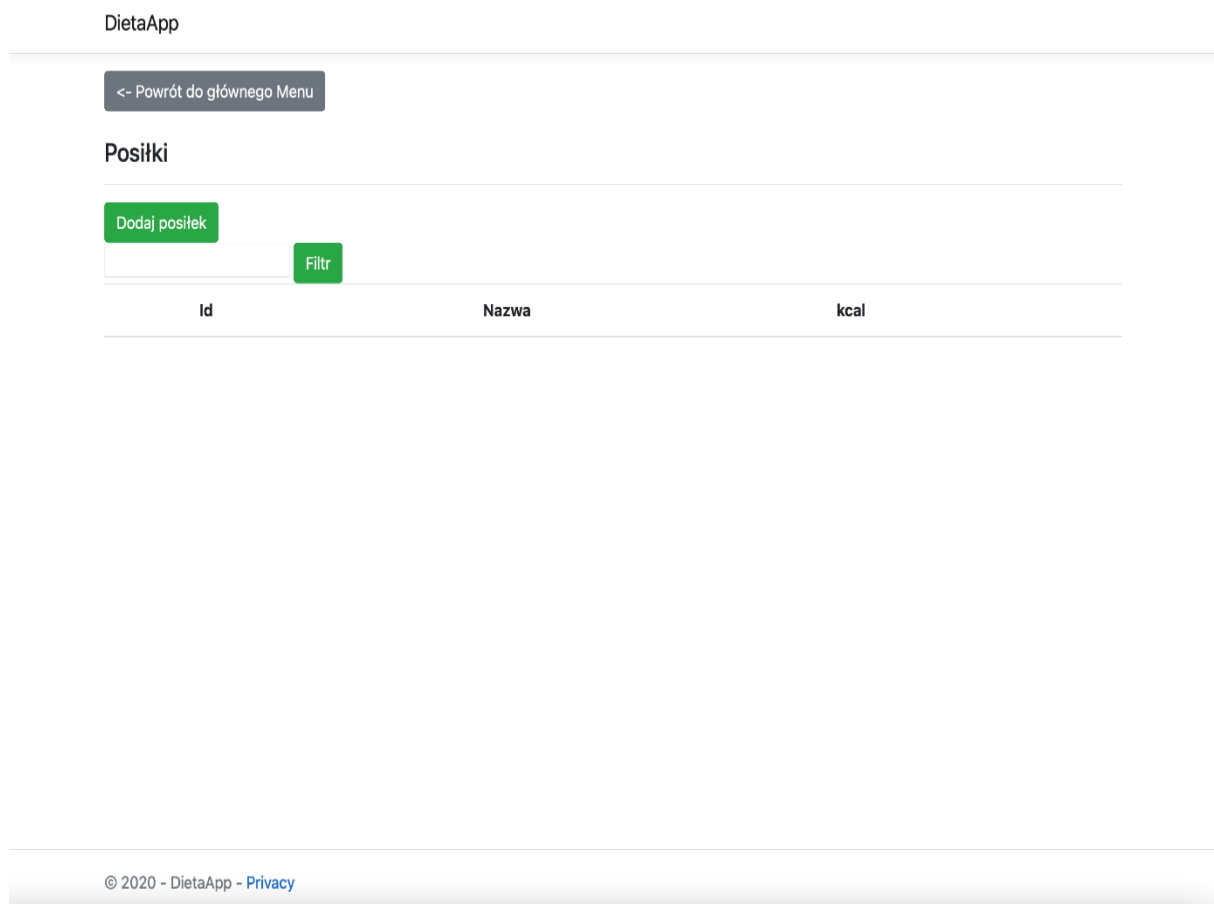 DietaApp
<- Powrót do głównego Menu
Posiłki
Dodaj posiłek
Filtr
Id Nazwa kcal
© 2020 - DietaApp - Privacy